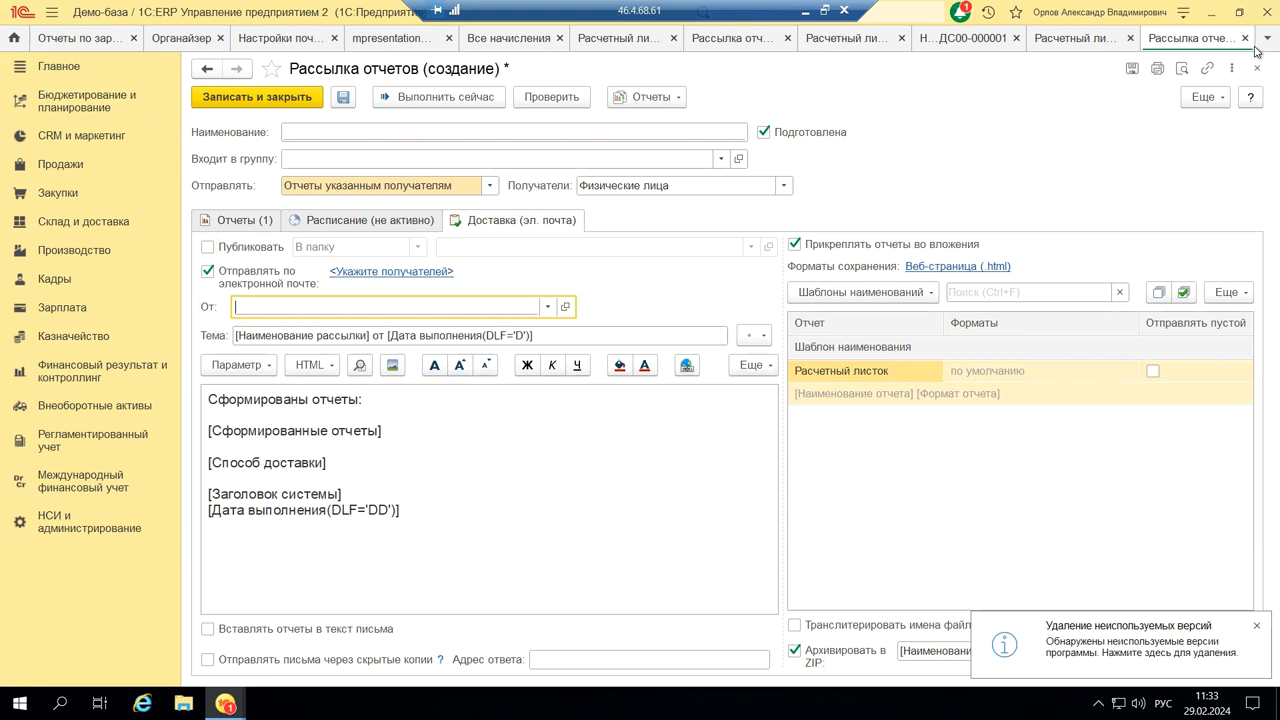 Демо-база / 1С:ERP Управление предприятием 2 (1С:Предприятие
46.4.68.61
Орлов Александр Владимирович
Отчеты по зар...
Органайзер
Настройки поч...
mpresentation...
Все начисления
Расчетный ли...
Рассылка отч...
Расчетный ли...
Н...ДС00-000001
Расчетный ли...
Рассылка отче...
Главное
Бюджетирование и
планирование
CRM и маркетинг
Продажи
Закупки
Склад и доставка
Производство
Кадры
Зарплата
Казначейство
Финансовый результат и
контроллинг
Внеоборотные активы
Регламентированный
учет
Международный
финансовый учет
НСИ и
администрирование
Рассылка отчетов (создание) *
Записать и закрыть
Выполнить сейчас
Проверить
Отчеты
Еще
?
Наименование:
Подготовлена
Входит в группу:
Отправлять: Отчеты указанным получателям
Получатели: Физические лица
Отчеты (1)
Расписание (не активно)
Доставка (эл. почта)
Публиковать
В папку
Отправлять по
электронной почте:
<Укажите получателей>
От:
Тема: [Наименование рассылки] от [Дата выполнения(DLF='D')]
Параметр
HTML
А
А
А
Ж
К
Ч
А
Еще
Сформированы отчеты:
[Сформированные отчеты]
[Способ доставки]
[Заголовок системы]
[Дата выполнения(DLF='DD')]
Вставлять отчеты в текст письма
Отправлять письма через скрытые копии ?
Адрес ответа:
Прикреплять отчеты во вложения
Форматы сохранения: Веб-страница (.html)
Шаблоны наименований
Поиск (Ctrl+F)
Еще
Отчет
Форматы
Отправлять пустой
Шаблон наименования
Расчетный листок
по умолчанию
[Наименование отчета] [Формат отчета]
Транслитерировать имена файл
Архивировать в
ZIP:
[Наименовани
Удаление неиспользуемых версий
Обнаружены неиспользуемые версии
программы. Нажмите здесь для удаления.
РУС
11:33
29.02.2024